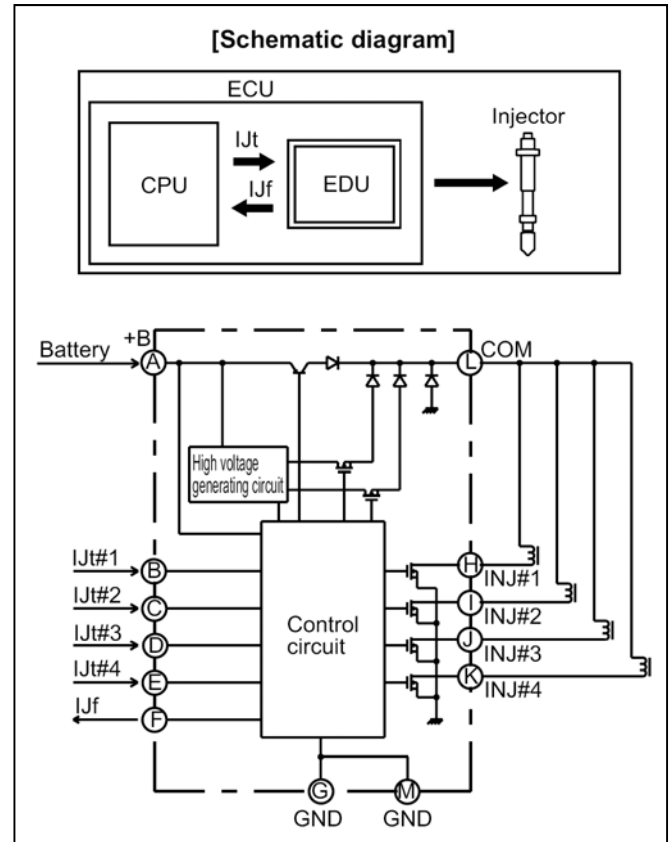 [Schematic diagram]
ECU
Injector
IJt
CPU
EDU
IJf
+B
Battery
A
L
COM
High voltage
generating circuit
IJt#1
B
H
INJ#1
IJt#2
C
I
INJ#2
Control
circuit
IJt#3
D
J
INJ#3
IJt#4
E
K
INJ#4
IJf
F
G
M
GND
GND